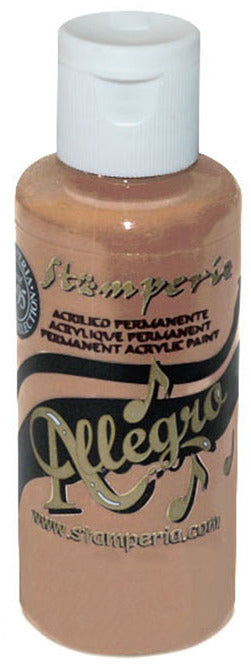 Stamperia
ACRILICO PERMANENTE
ACRYLIQUE PERMANENT
PERMANENT ACRYLIC PAINT
Allegro
www.stamperia.com